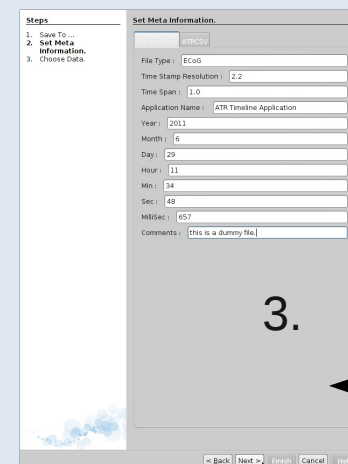 Steps
1. Save To ...
2. Set Meta
Information.
3. Choose Data.
Set Meta Information.
ATRCSV
File Type : ECoG
Time Stamp Resolution : 2.2
Time Span : 1.0
Application Name : ATR Timeline Application
Year : 2011
Month : 6
Day : 29
Hour : 11
Min : 34
Sec : 48
MilliSec : 657
Comments : this is a dummy file.
3.
< Back Next > Finish Cancel